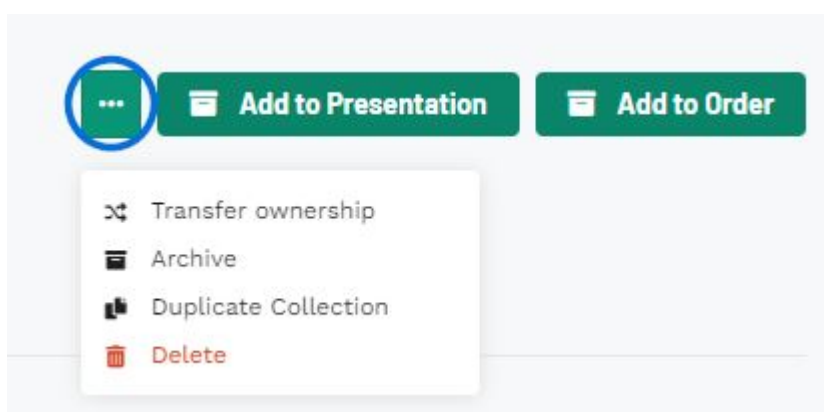 Add to Presentation
Add to Order
Transfer ownership
Archive
Duplicate Collection
Delete